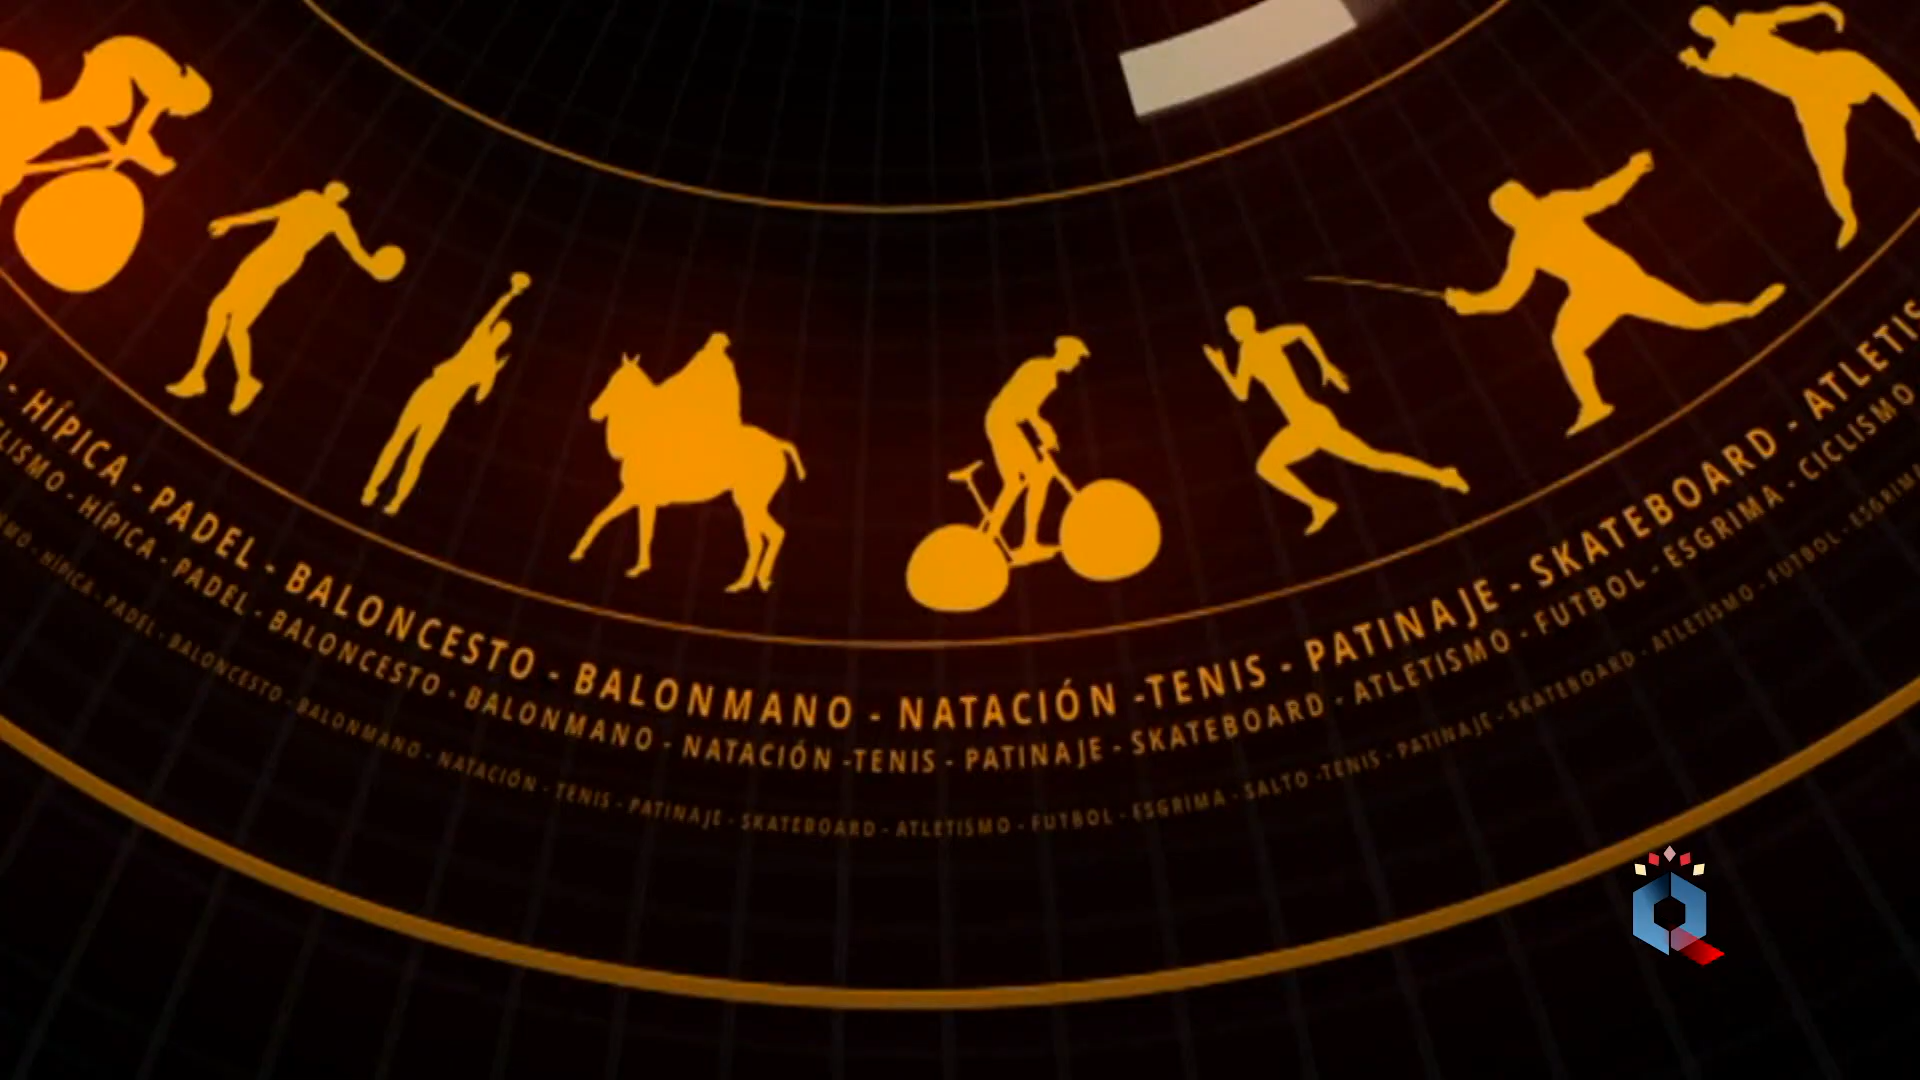 - HÍPICA - PADEL - BALONCESTO - BALONMANO - NATACIÓN -TENIS - PATINAJE - SKATEBOARD - ATLETIS
LISMO - HÍPICA - PADEL - BALONCESTO - BALONMANO - NATACIÓN -TENIS - PATINAJE - SKATEBOARD - ATLETISMO - FUTBOL - ESGRIMA - CICLISMO
SMO - HÍPICA - PADEL - BALONCESTO - BALONMANO - NATACIÓN - TENIS - PATINAJE - SKATEBOARD - ATLETISMO - FUTBOL - ESGRIMA - SALTO -TENIS - PATINAJE - SKATEBOARD - ATLETISMO - FUTBOL - ESGRIMA